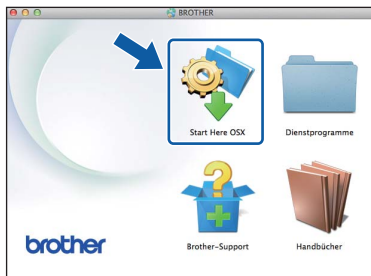 BROTHER
Start Here OSX
Dienstprogramme
Brother-Support
Handbücher
brother